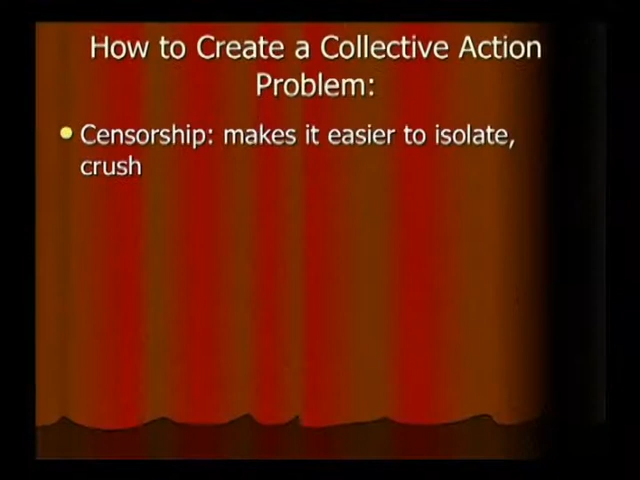 How to Create a Collective Action
Problem:
Censorship: makes it easier to isolate,
crush